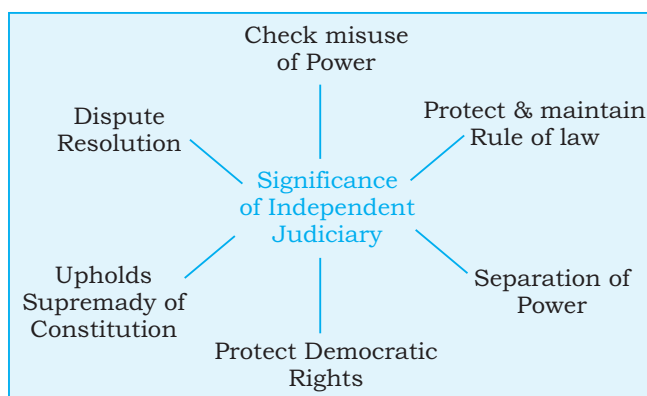 Check misuse
of Power
Dispute
Resolution
Protect & maintain
Rule of law
Significance
of Independent
Judiciary
Upholds
Supremady of
Constitution
Separation of
Power
Protect Democratic
Rights